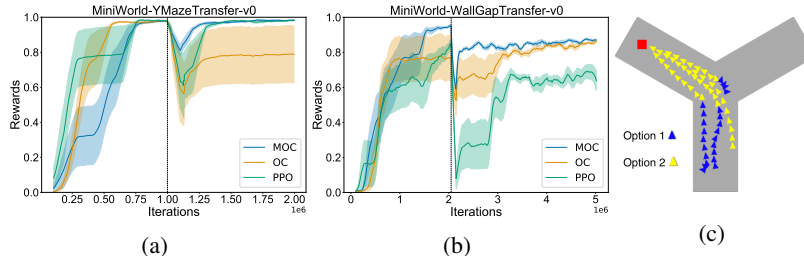 MiniWorld-YMazeTransfer-v0
Rewards
1.0
0.8
0.6
0.4
0.2
0.0
MOC
OC
PPO
0.25 0.50 0.75 1.00 1.25 1.50 1.75 2.00
Iterations
1e6
(a)
MiniWorld-WallGapTransfer-v0
Rewards
1.0
0.8
0.6
0.4
0.2
0.0
MOC
OC
PPO
0 1 2 3 4 5
Iterations
1e6
(b)
Option 1
Option 2
(c)